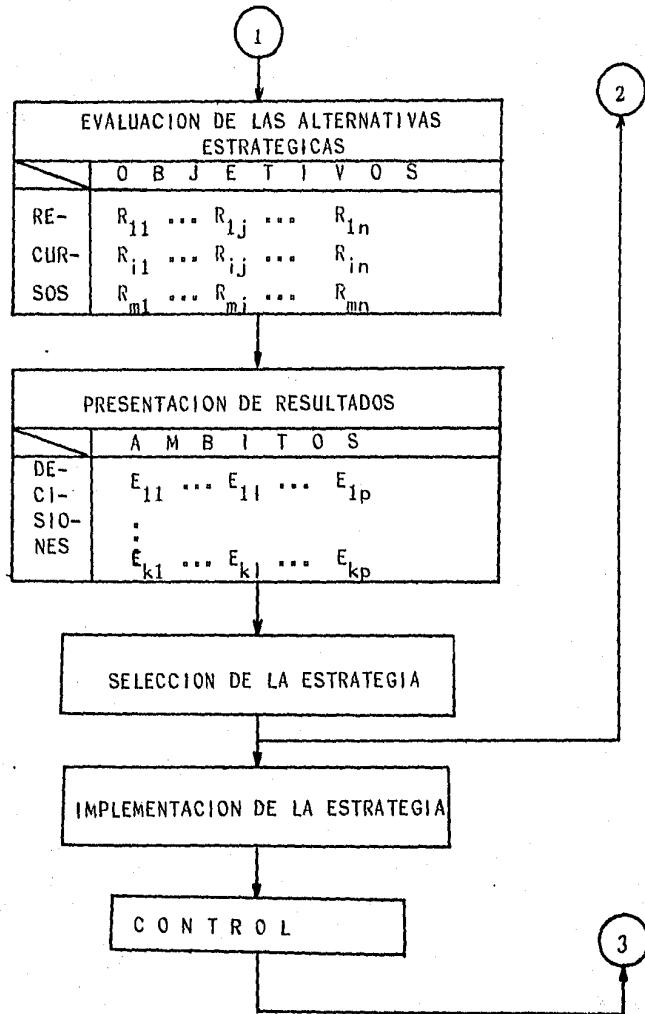 1
2
EVALUACION DE LAS ALTERNATIVAS
ESTRATEGICAS
O B J E T I V O S
RE- R11 ... R1j ... R1n
CUR- Ri1 ... Rij ... Rin
SOS Rm1 ... Rmj ... Rmn
PRESENTACION DE RESULTADOS
A M B I T O S
DE-
CI- E11 ... E1l ... E1p
SIO- :
NES :
Ek1 ... Ekl ... Ekp
SELECCION DE LA ESTRATEGIA
IMPLEMENTACION DE LA ESTRATEGIA
C O N T R O L
3